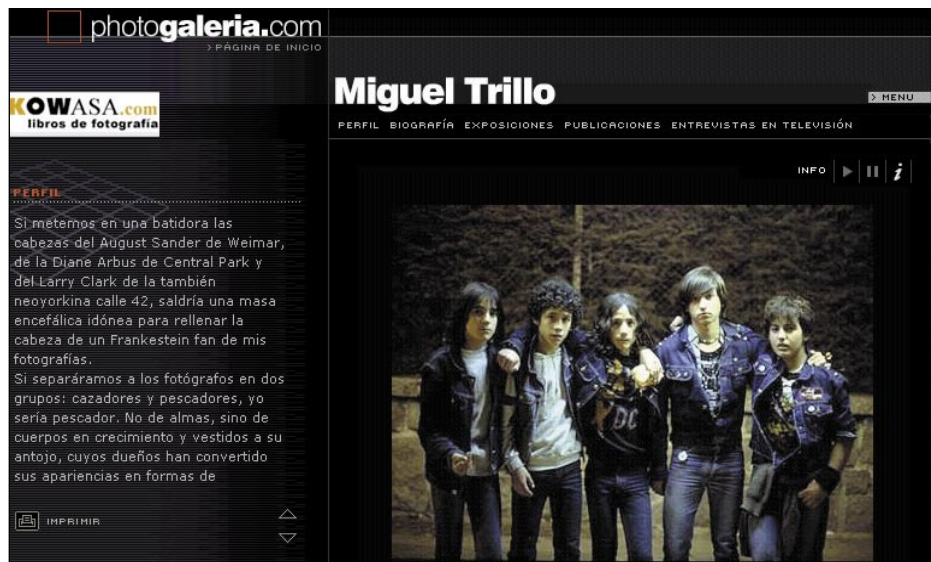 photogaleria.com
> PÁGINA DE INICIO
KOWASA.com
libros de fotografía
Miguel Trillo
> MENU
PERFIL BIOGRAFÍA EXPOSICIONES PUBLICACIONES ENTREVISTAS EN TELEVISIÓN
INFO
i
PERFIL
Si metemos en una batidora las
cabezas del August Sander de Weimar,
de la Diane Arbus de Central Park y
del Larry Clark de la también
neoyorkina calle 42, saldría una masa
encefálica idónea para rellenar la
cabeza de un Frankestein fan de mis
fotografías.
Si separáramos a los fotógrafos en dos
grupos: cazadores y pescadores, yo
sería pescador. No de almas, sino de
cuerpos en crecimiento y vestidos a su
antojo, cuyos dueños han convertido
sus apariencias en formas de
IMPRIMIR
DC